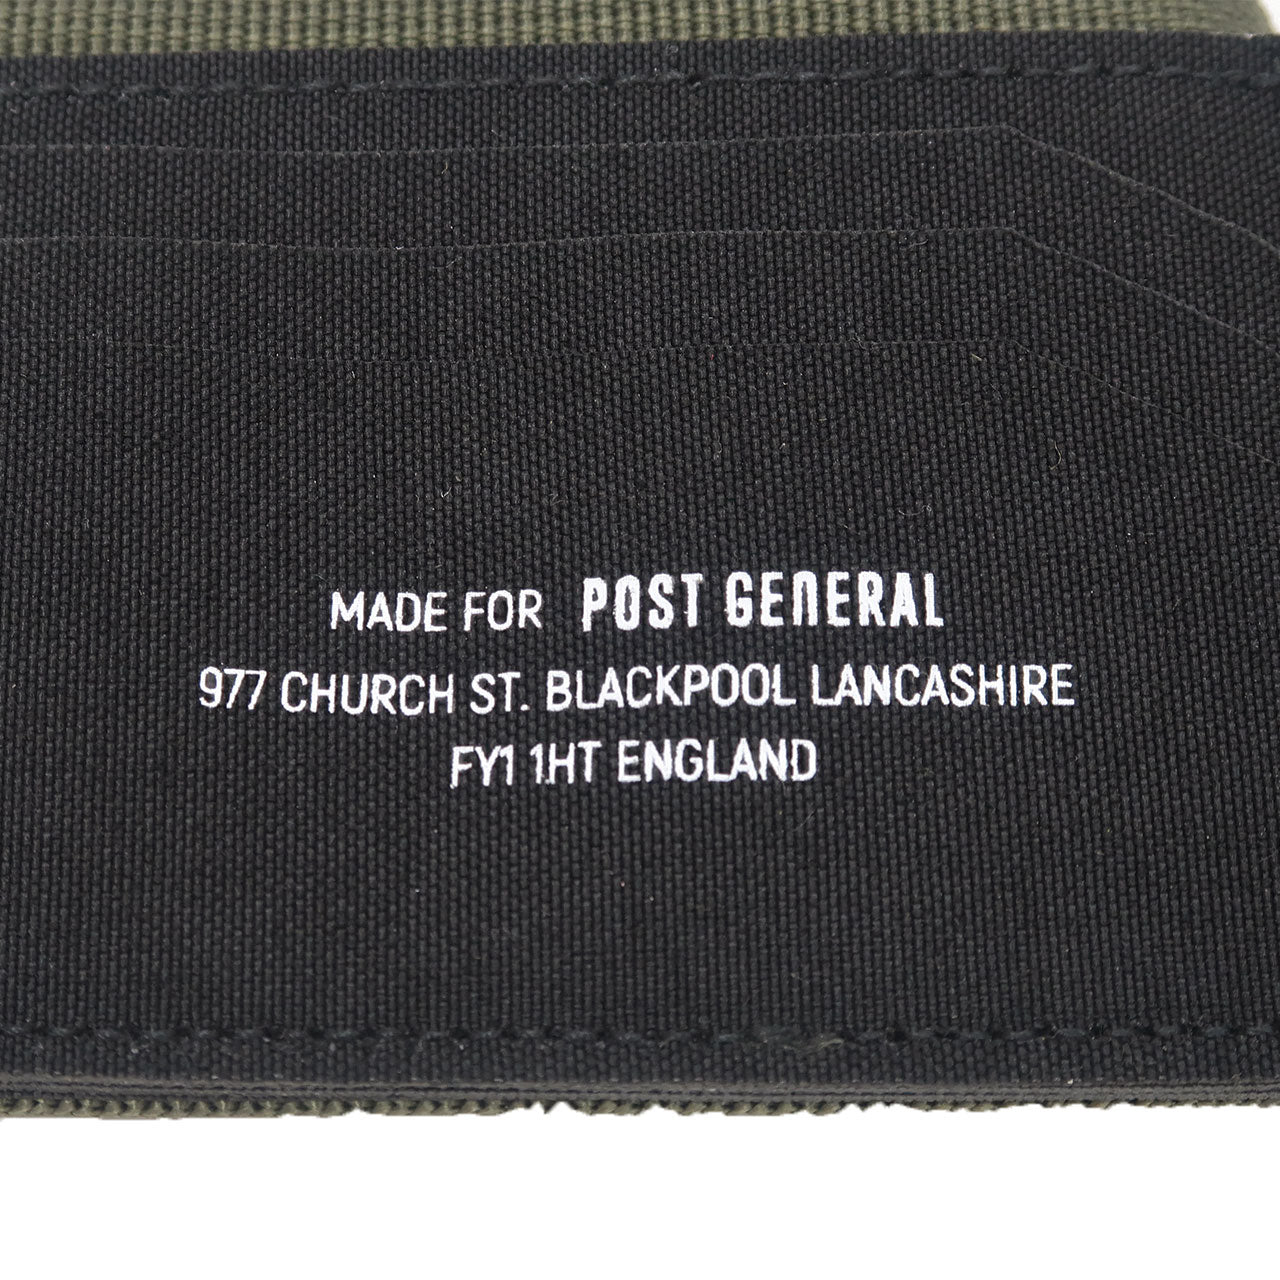 MADE FOR POST GENERAL
977 CHURCH ST. BLACKPOOL LANCASHIRE
FY1 1HT ENGLAND